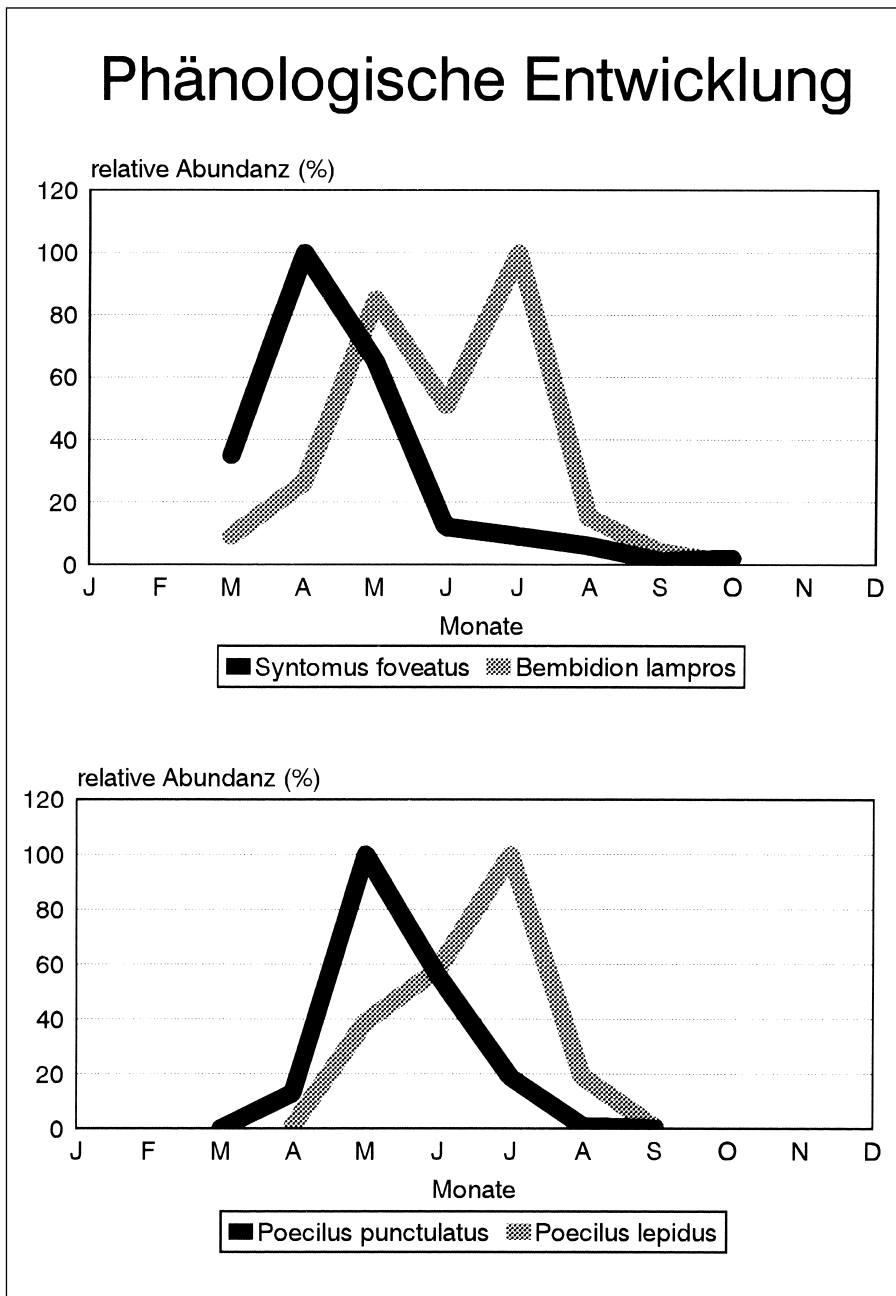 Phänologische Entwicklung
relative Abundanz (%)
120
100
80
60
40
20
0
J F M A M J J A S O N D
Monate
Syntomus foveatus Bembidion lampros
relative Abundanz (%)
120
100
80
60
40
20
0
J F M A M J J A S O N D
Monate
Poecilus punctulatus Poecilus lepidus